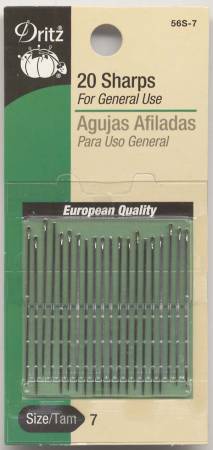 56S-7
Dritz
20 Sharps
For General Use
Agujas Afiladas
Para Uso General
European Quality
Size/Tam 7